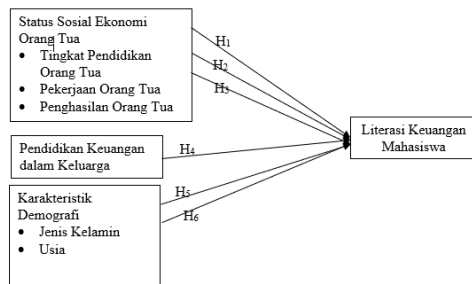 Status Sosial Ekonomi
Orang Tua
• Tingkat Pendidikan
Orang Tua
• Pekerjaan Orang Tua
• Penghasilan Orang Tua
H1
H2
H3
Literasi Keuangan
Mahasiswa
Pendidikan Keuangan
dalam Keluarga
H4
Karakteristik
Demografi
• Jenis Kelamin
• Usia
H5
H6